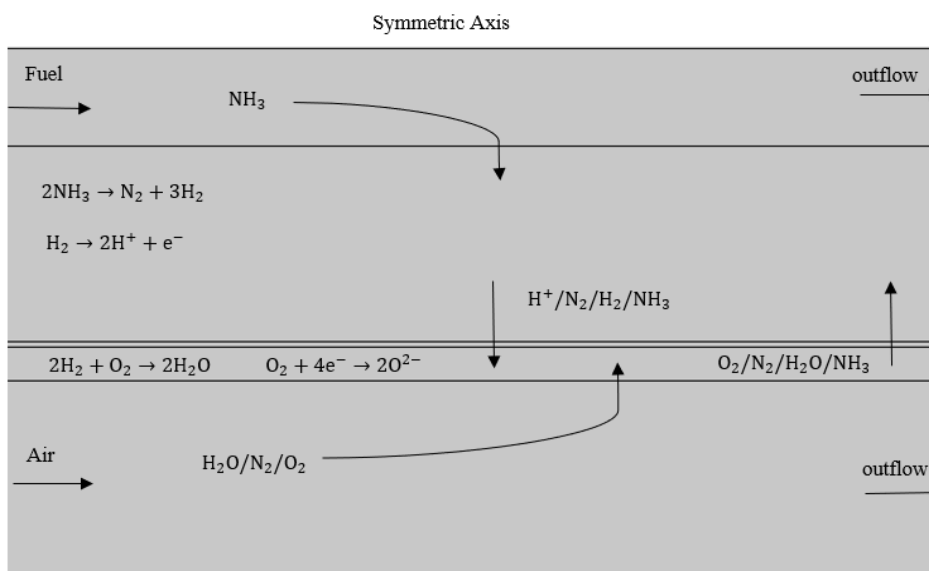 Symmetric Axis
Fuel
outflow
NH₃
2NH₃ → N₂ + 3H₂
H₂ → 2H⁺ + e⁻
H⁺/N₂/H₂/NH₃
2H₂ + O₂ → 2H₂O
O₂ + 4e⁻ → 2O²⁻
O₂/N₂/H₂O/NH₃
Air
H₂O/N₂/O₂
outflow